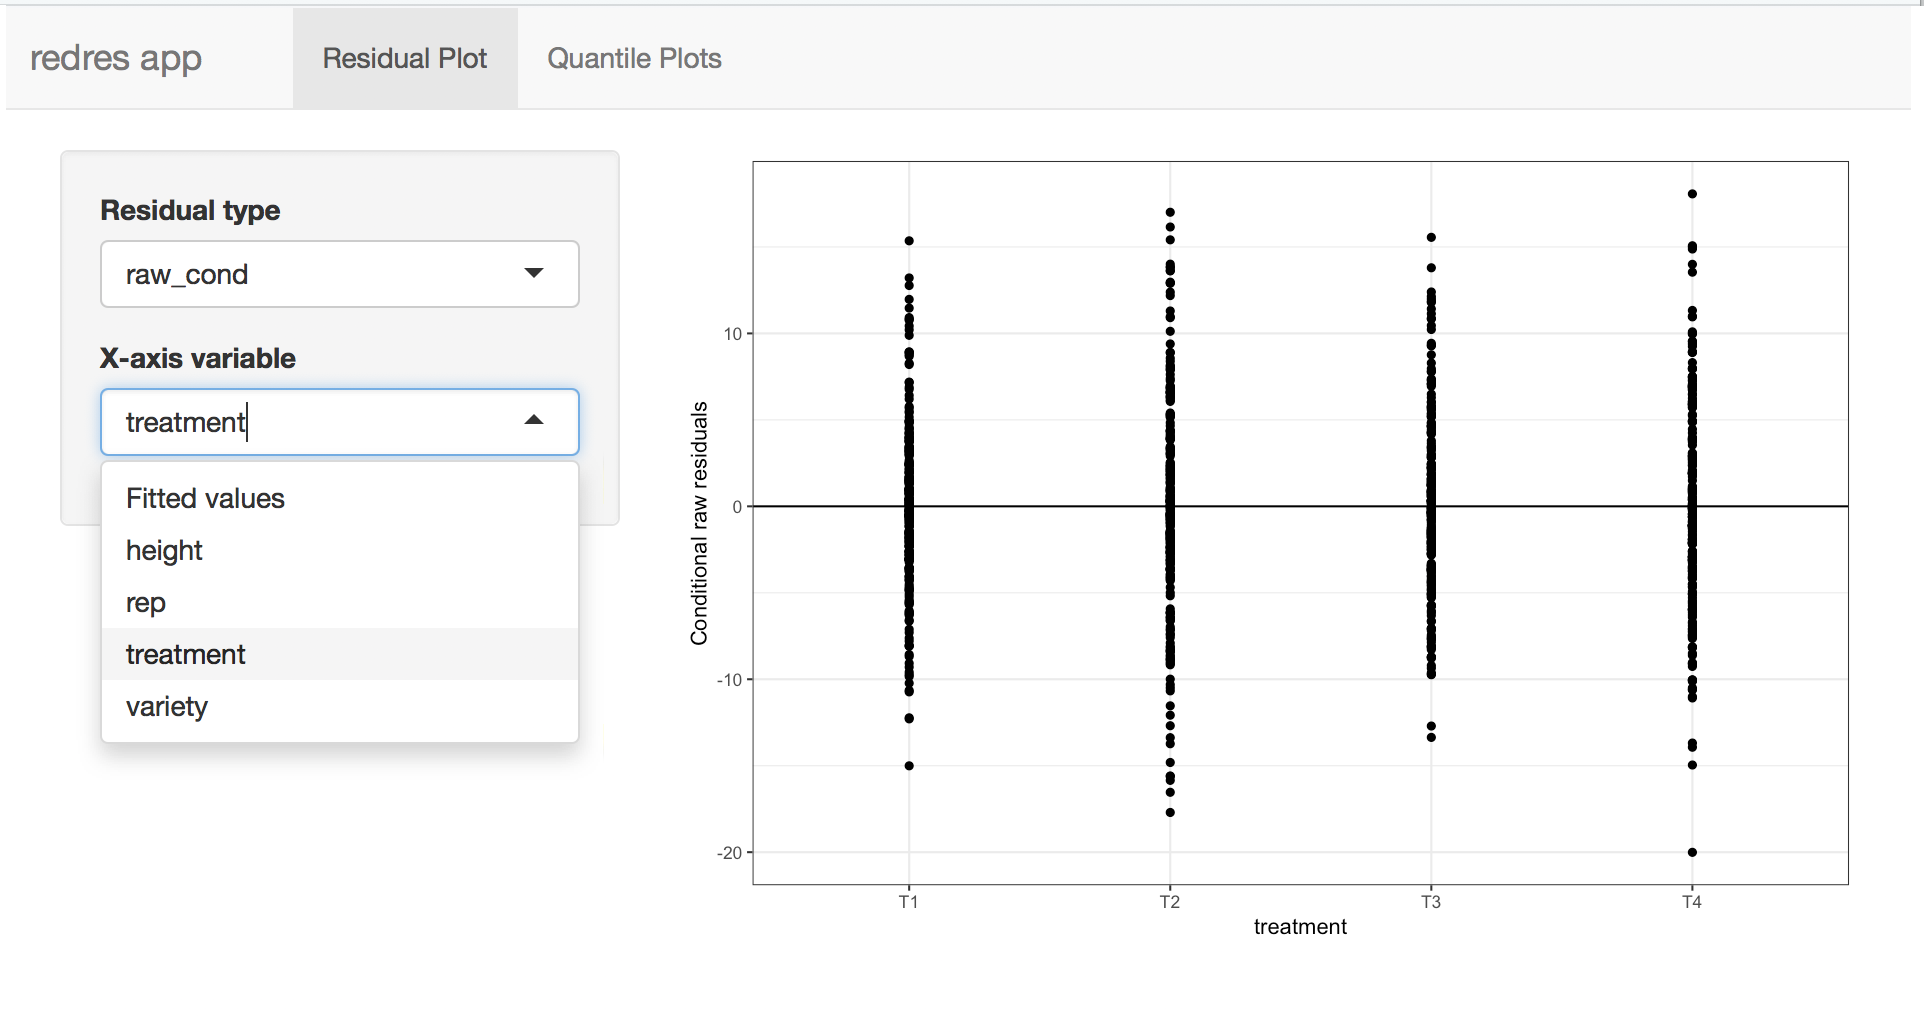 redres app
Residual Plot
Quantile Plots
Residual type
raw_cond
X-axis variable
treatment
Fitted values
height
rep
treatment
variety
Conditional raw residuals
10
0
-10
-20
T1
T2
T3
T4
treatment